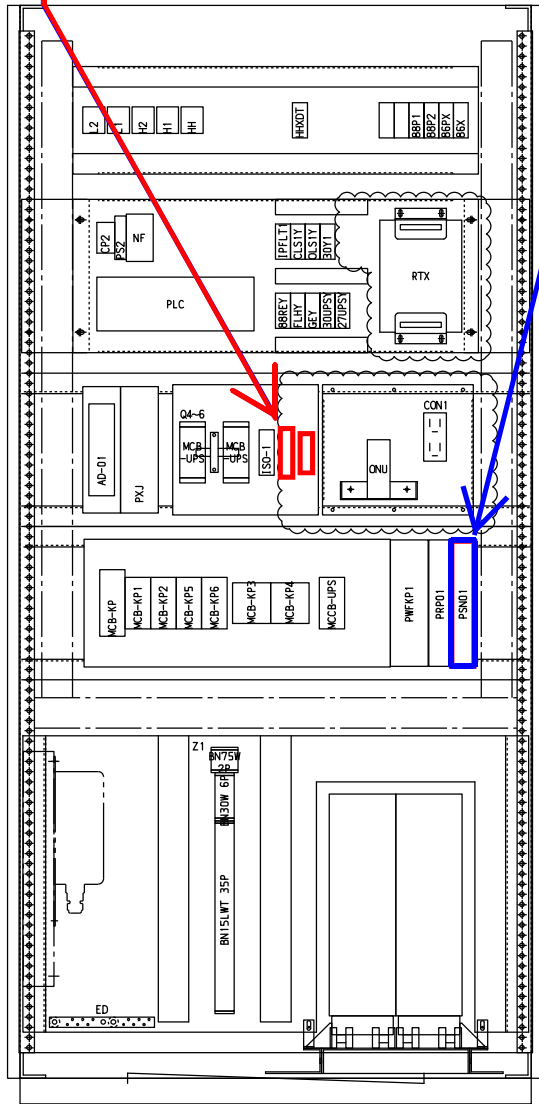 L2
L1
H2
H1
HH
HHXDT
88P1
88P2
86PX
86X
CP2
PS2
NF
PLC
IPFLT1
CLS1Y
OLS1Y
30Y1
88REY
FLHY
GEY
30UPSY
27UPSY
RTX
AD-01
PXJ
Q4~6
MCB
-UPS
MCB
-UPS
ISO-1
ONU
CON1
MCB-KP
MCB-KP1
MCB-KP2
MCB-KP5
MCB-KP6
MCB-KP3
MCB-KP4
MCCB-UPS
PWFKP1
PRP01
PSN01
Z1
BN75W
2P
BN30W 6P
BN15LWT 35P
ED